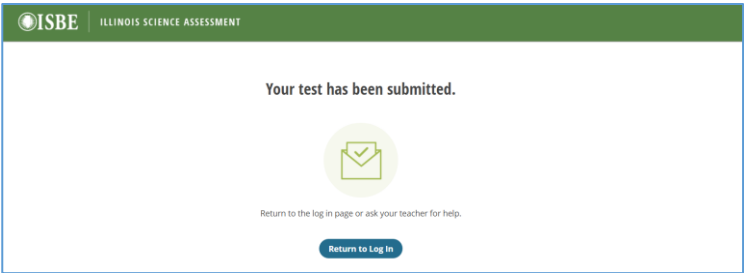 ISBE ILLINOIS SCIENCE ASSESSMENT
Your test has been submitted.
Return to the log in page or ask your teacher for help.
Return to Log In